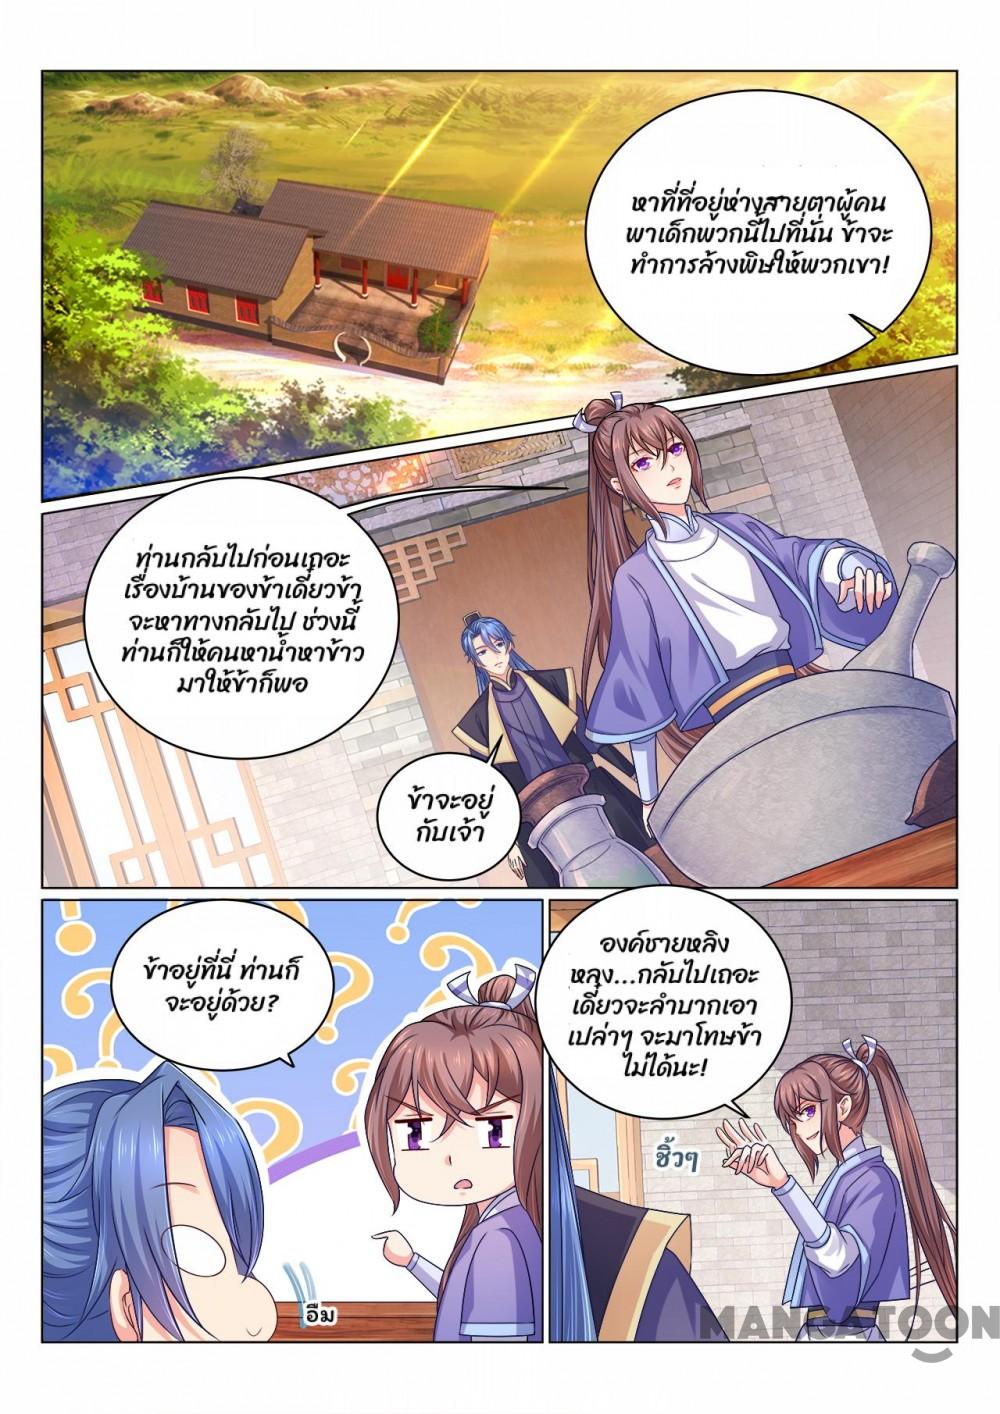 หาที่ที่อยู่ห่างสายตาผู้คน
พาเด็กพวกนี้ไปที่นั่น ข้าจะ
ทำการล้างพิษให้พวกเขา!
ท่านกลับไปก่อนเถอะ
เรื่องบ้านของข้าเดี๋ยวข้า
จะหาทางกลับไป ช่วงนี้
ท่านก็ให้คนหาน้ำหาข้าว
มาให้ข้าก็พอ
ข้าจะอยู่
กับเจ้า
ข้าอยู่ที่นี่ ท่านก็
จะอยู่ด้วย?
อืม
องค์ชายหลิง
หลง...กลับไปเถอะ
เดี๋ยวจะลำบากเอา
เปล่าๆ จะมาโทษข้า
ไม่ได้นะ!
ชิ้วๆ
MANGATOON